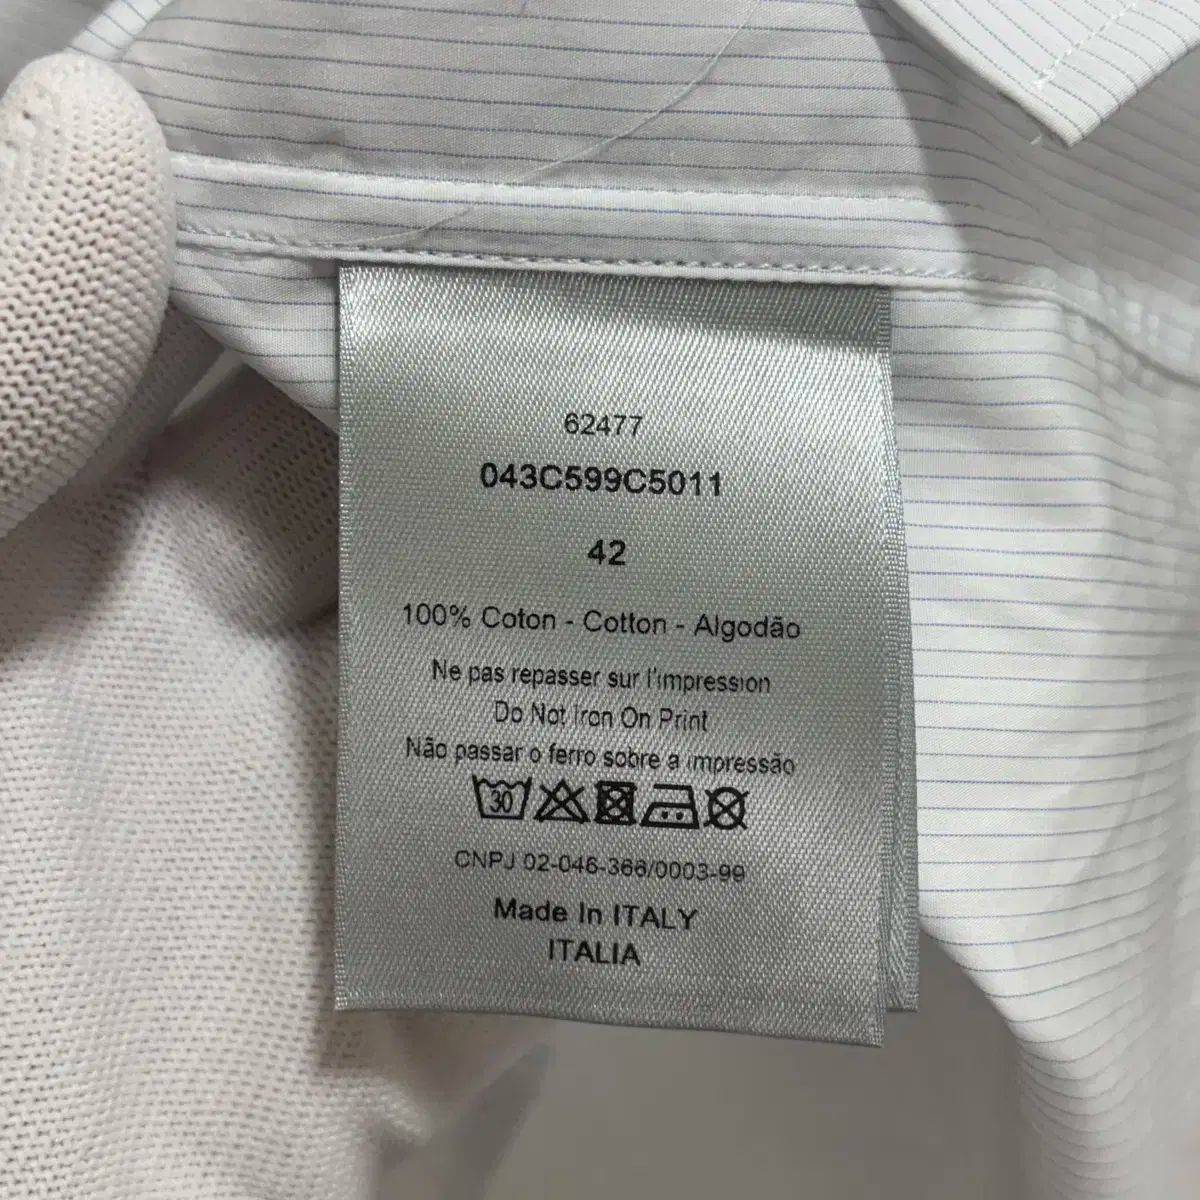 62477
043C599C5011
42
100% Coton - Cotton - Algodão
Ne pas repasser sur l'impression
Do Not Iron On Print
Não passar o ferro sobre a impressão
30
CNPJ 02-046-366/0003-99
Made In ITALY
ITALIA